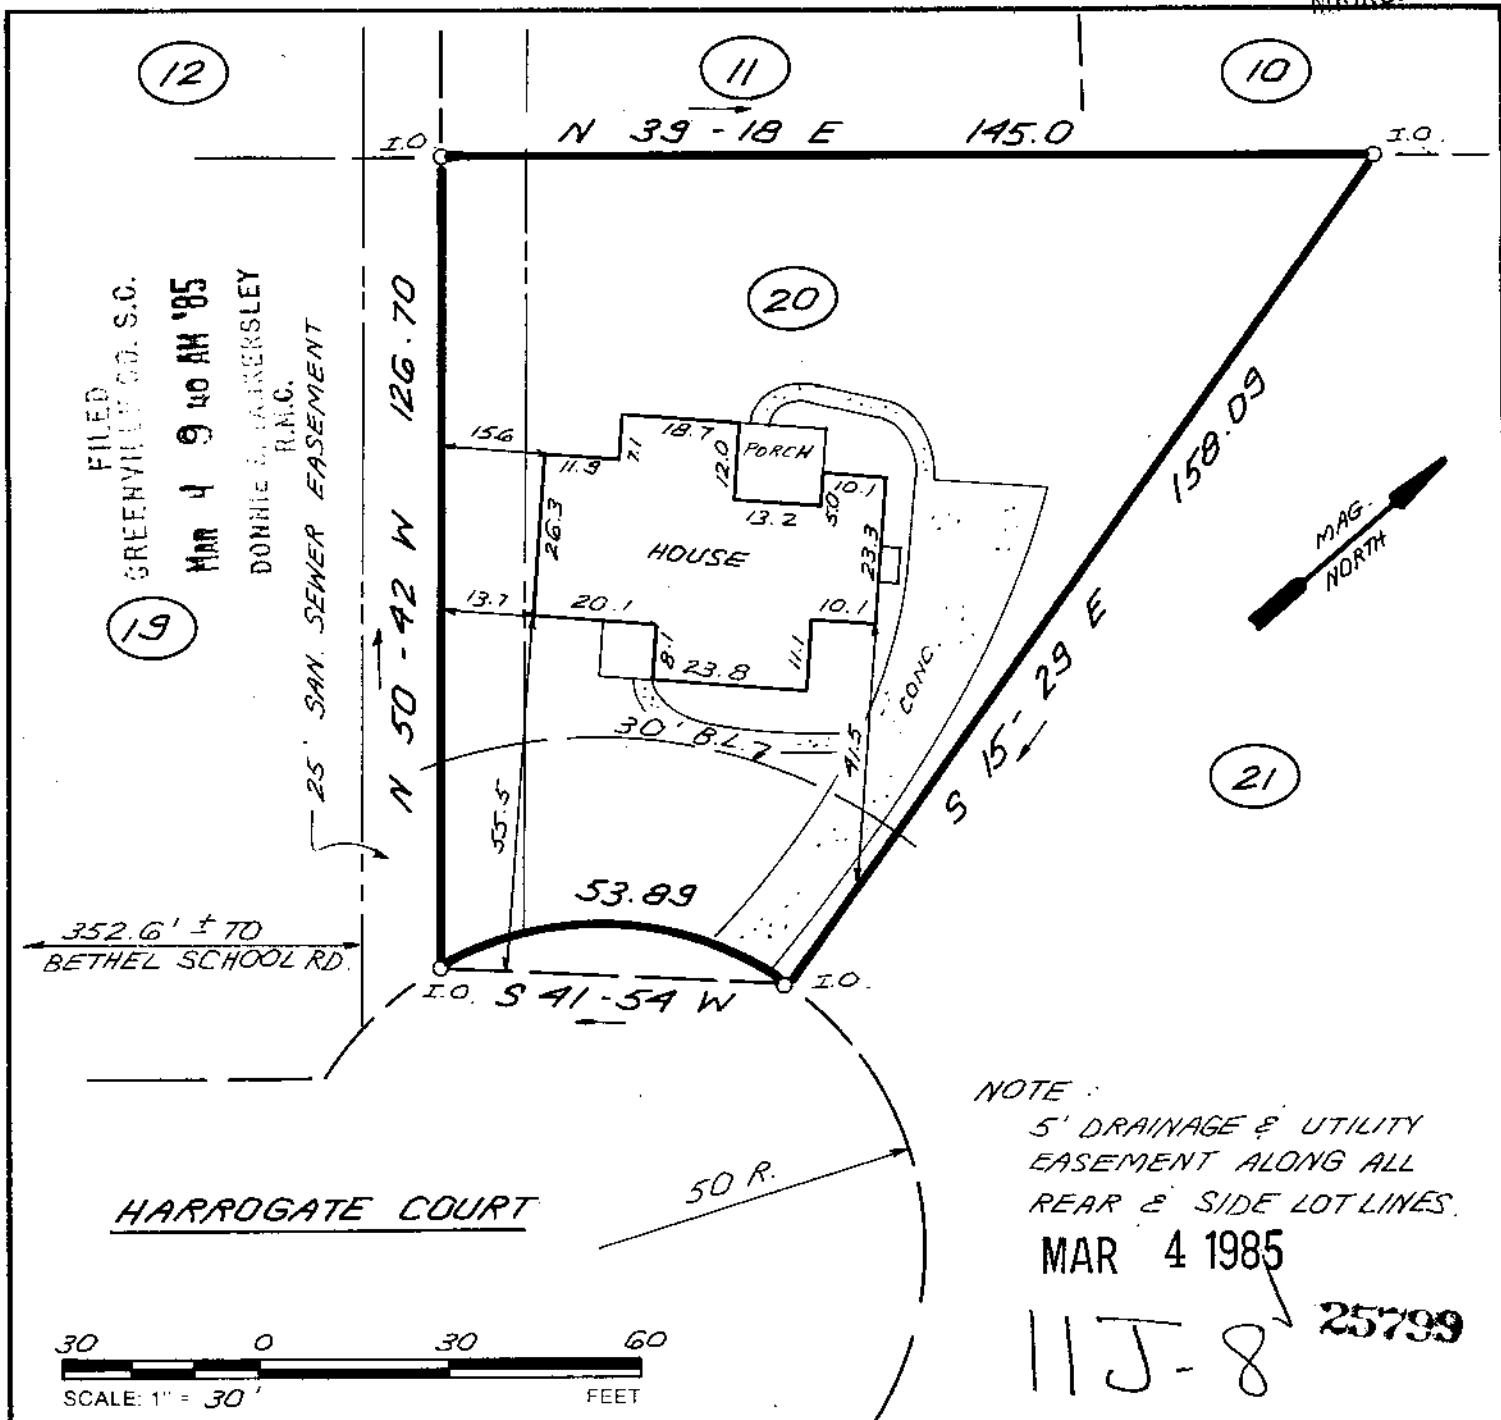 12
11
10
I.O.
N 39-18 E 145.0
I.O.
20
FILED
GREENVILLE CO. S.C.
MAR 4 9 40 AM '85
DONNIE S. TANKERSLEY
R.M.C.
25' SAN. SEWER EASEMENT
N 50-42 W 126.70
158.09
S 15-29 E
MAG.
NORTH
15.6
11.9
7.1
18.7
12.0
PORCH
13.2
5.0
10.1
26.3
HOUSE
23.3
13.7
20.1
8.1
23.8
11.1
10.1
CONC.
19
30' B.L.
41.5
55.5
21
53.89
352.6' ± TO
BETHEL SCHOOL RD.
I.O.
S 41-54 W
I.O.
50 R.
HARROGATE COURT
NOTE:
5' DRAINAGE & UTILITY
EASEMENT ALONG ALL
REAR & SIDE LOT LINES.
MAR 4 1985
25799
11J-8
30 0 30 60
SCALE: 1" = 30' FEET